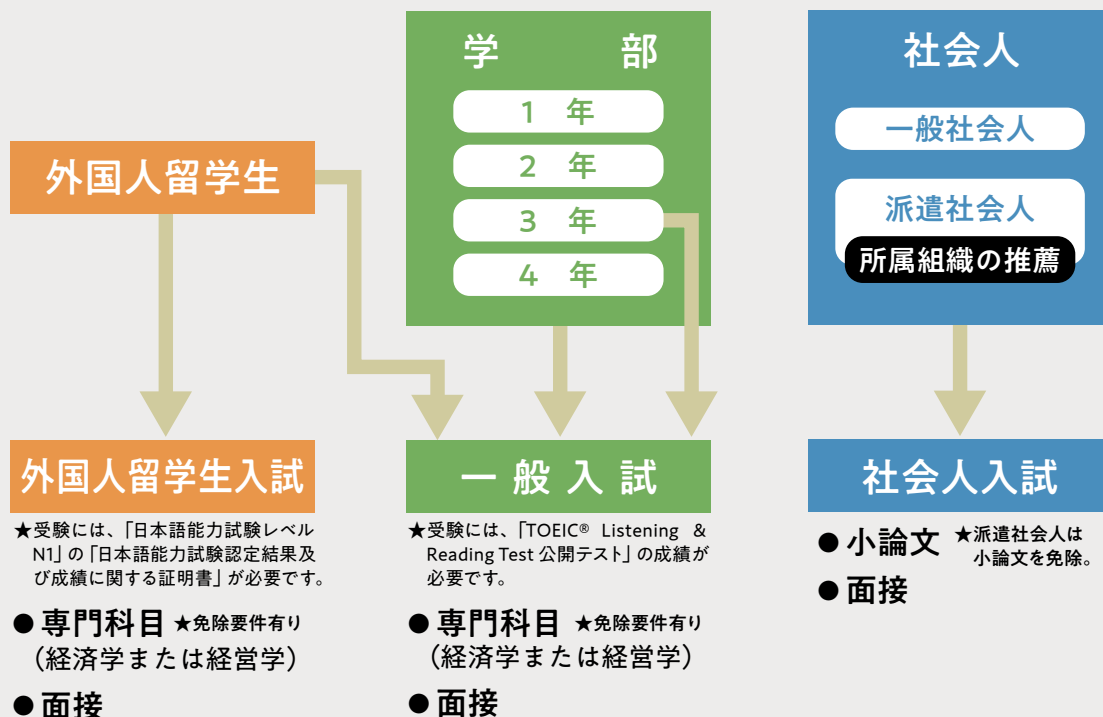 外国人留学生
学 部
1 年
2 年
3 年
4 年
社会人
一般社会人
派遣社会人
所属組織の推薦
外国人留学生入試
★受験には、「日本語能力試験レベル
N1」の「日本語能力試験認定結果及
び成績に関する証明書」が必要です。
● 専門科目 ★免除要件有り
（経済学または経営学）
● 面接
一 般 入 試
★受験には、「TOEIC® Listening &
Reading Test 公開テスト」の成績が
必要です。
● 専門科目 ★免除要件有り
（経済学または経営学）
● 面接
社会人入試
● 小論文 ★派遣社会人は
小論文を免除。
● 面接